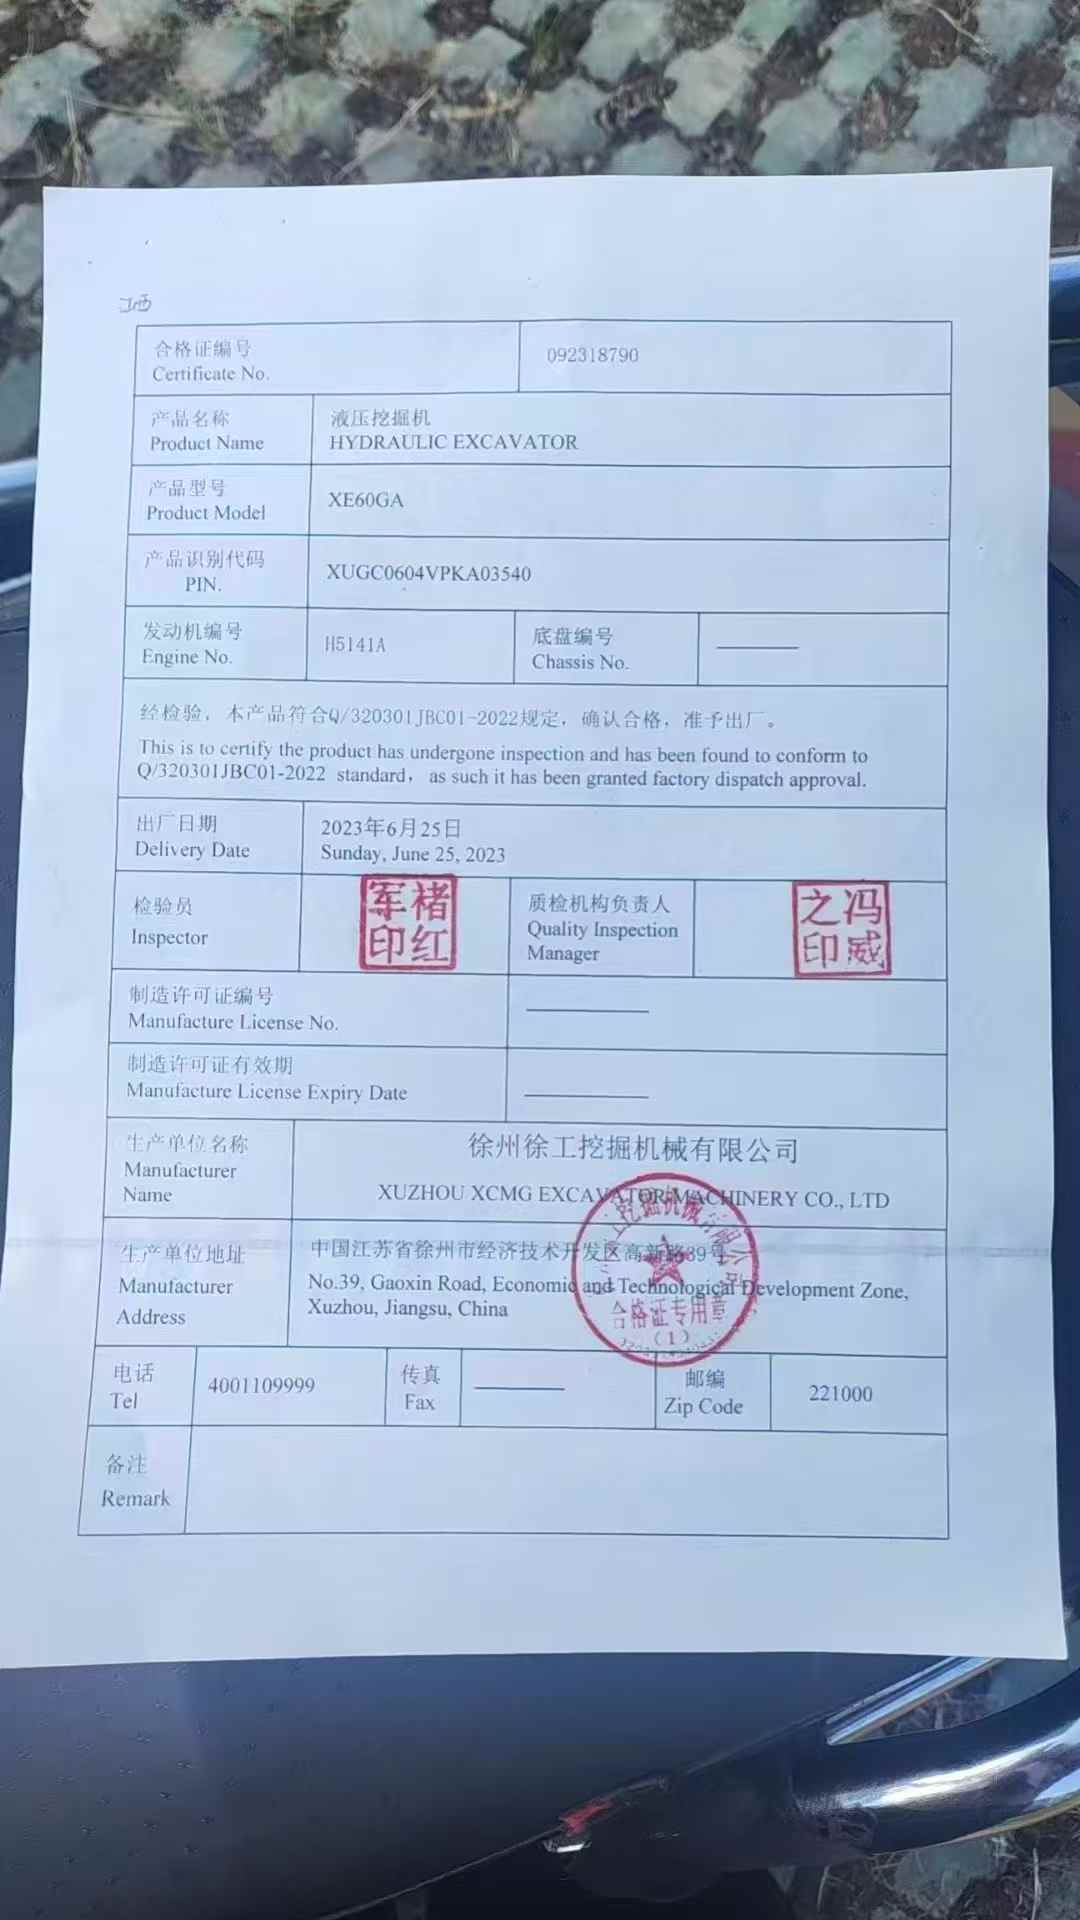 江西
合格证编号
Certificate No.
092318790
产品名称
Product Name
液压挖掘机
HYDRAULIC EXCAVATOR
产品型号
Product Model
XE60GA
产品识别代码
PIN.
XUGC0604VPKA03540
发动机编号
Engine No.
H5141A
底盘编号
Chassis No.
经检验，本产品符合Q/320301JBC01-2022规定，确认合格，准予出厂。
This is to certify the product has undergone inspection and has been found to conform to
Q/320301JBC01-2022 standard，as such it has been granted factory dispatch approval.
出厂日期
Delivery Date
2023年6月25日
Sunday, June 25, 2023
检验员
Inspector
褚红军印
质检机构负责人
Quality Inspection
Manager
冯威之印
制造许可证编号
Manufacture License No.
制造许可证有效期
Manufacture License Expiry Date
生产单位名称
Manufacturer
Name
徐州徐工挖掘机械有限公司
XUZHOU XCMG EXCAVATOR MACHINERY CO., LTD
生产单位地址
Manufacturer
Address
中国江苏省徐州市经济技术开发区高新路39号
No.39, Gaoxin Road, Economic and Technological Development Zone,
Xuzhou, Jiangsu, China
工挖掘机械有限公司
合格证专用章
（1）
电话
Tel
4001109999
传真
Fax
邮编
Zip Code
221000
备注
Remark